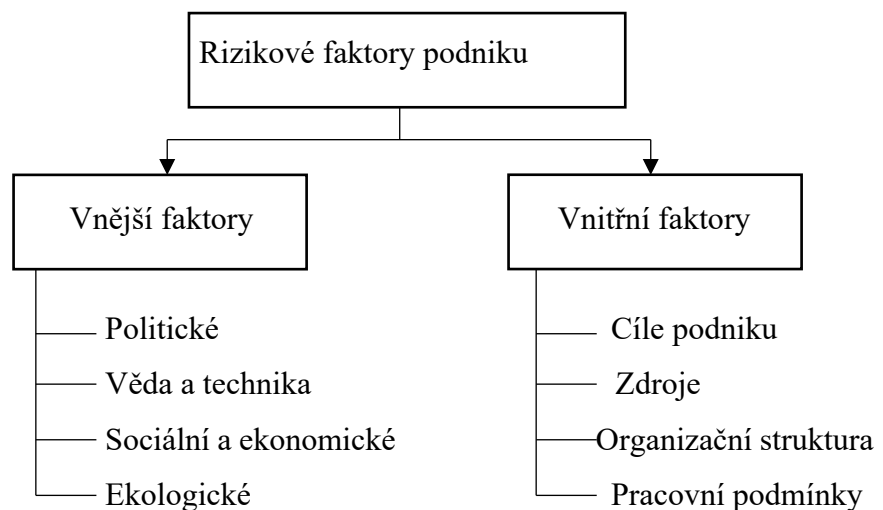 Rizikové faktory podniku
Vnější faktory
Vnitřní faktory
Politické
Věda a technika
Sociální a ekonomické
Ekologické
Cíle podniku
Zdroje
Organizační struktura
Pracovní podmínky